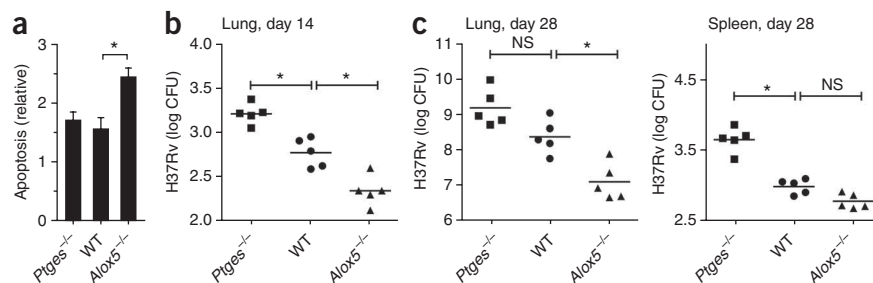 a
Apoptosis (relative)
3
2
1
0
*
Ptges–/–
WT
Alox5–/–
b
Lung, day 14
H37Rv (log CFU)
4.0
3.5
3.0
2.5
2.0
*
*
Ptges–/–
WT
Alox5–/–
c
Lung, day 28
H37Rv (log CFU)
11
10
9
8
7
6
NS
*
Ptges–/–
WT
Alox5–/–
Spleen, day 28
H37Rv (log CFU)
4.5
3.5
2.5
*
NS
Ptges–/–
WT
Alox5–/–